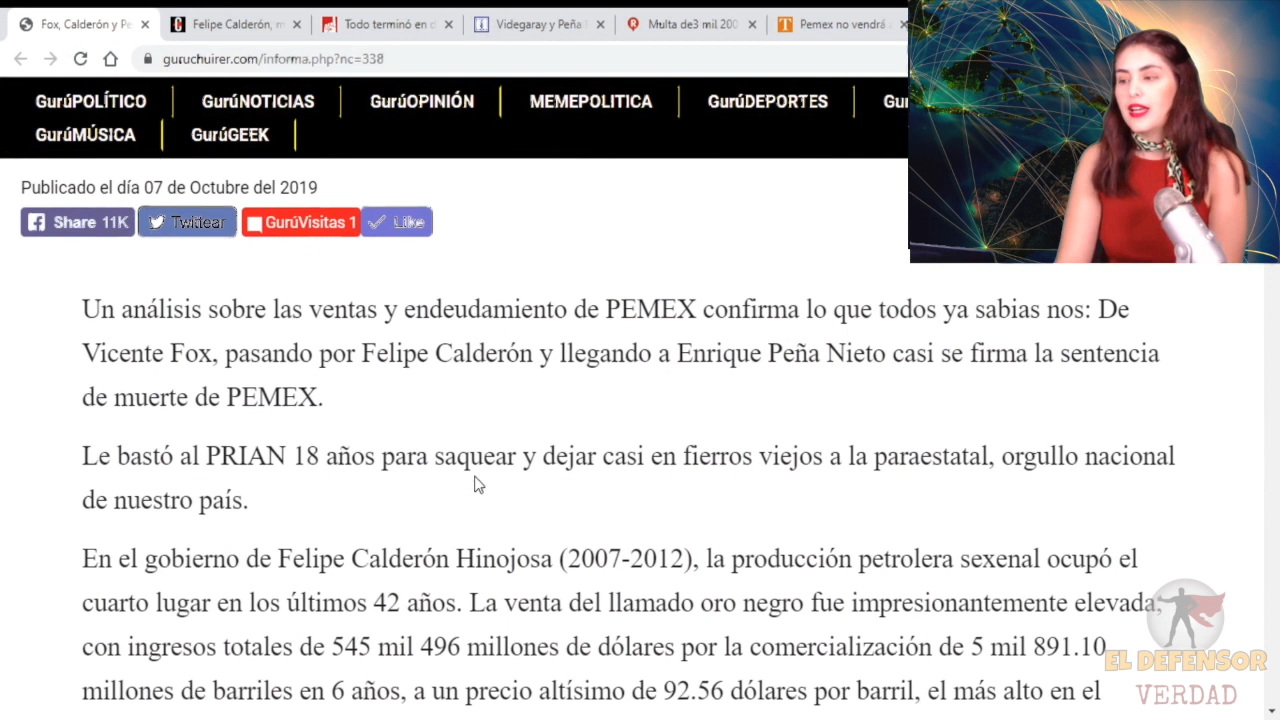 Fox, Calderón y Pe
Felipe Calderón, m
Todo terminó en d
Videgaray y Peña
Multa de3 mil 200
Pemex no vendrá
guruchuirer.com/informa.php?nc=338
GurúPOLÍTICO
GurúNOTICIAS
GurúOPINIÓN
MEMEPOLITICA
GurúDEPORTES
Gu
GurúMÚSICA
GurúGEEK
Publicado el día 07 de Octubre del 2019
Share 11K
Twittear
GurúVisitas 1
Like
Un análisis sobre las ventas y endeudamiento de PEMEX confirma lo que todos ya sabias nos: De
Vicente Fox, pasando por Felipe Calderón y llegando a Enrique Peña Nieto casi se firma la sentencia
de muerte de PEMEX.
Le bastó al PRIAN 18 años para saquear y dejar casi en fierros viejos a la paraestatal, orgullo nacional
de nuestro país.
En el gobierno de Felipe Calderón Hinojosa (2007-2012), la producción petrolera sexenal ocupó el
cuarto lugar en los últimos 42 años. La venta del llamado oro negro fue impresionantemente elevada,
con ingresos totales de 545 mil 496 millones de dólares por la comercialización de 5 mil 891.10
millones de barriles en 6 años, a un precio altísimo de 92.56 dólares por barril, el más alto en el
EL DEFENSOR
VERDAD